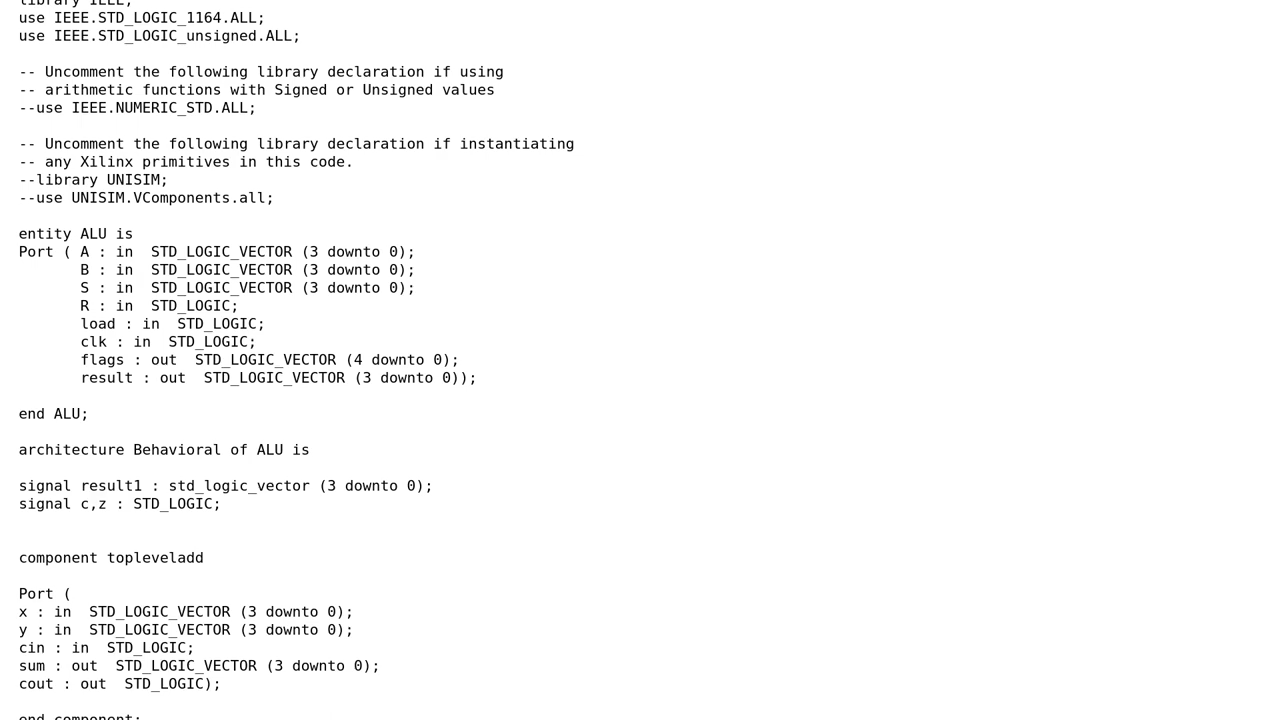 library IEEE;
use IEEE.STD_LOGIC_1164.ALL;
use IEEE.STD_LOGIC_unsigned.ALL;

-- Uncomment the following library declaration if using
-- arithmetic functions with Signed or Unsigned values
--use IEEE.NUMERIC_STD.ALL;

-- Uncomment the following library declaration if instantiating
-- any Xilinx primitives in this code.
--library UNISIM;
--use UNISIM.VComponents.all;

entity ALU is
Port ( A : in  STD_LOGIC_VECTOR (3 downto 0);
       B : in  STD_LOGIC_VECTOR (3 downto 0);
       S : in  STD_LOGIC_VECTOR (3 downto 0);
       R : in  STD_LOGIC;
       load : in  STD_LOGIC;
       clk : in  STD_LOGIC;
       flags : out  STD_LOGIC_VECTOR (4 downto 0);
       result : out  STD_LOGIC_VECTOR (3 downto 0));

end ALU;

architecture Behavioral of ALU is

signal result1 : std_logic_vector (3 downto 0);
signal c,z : STD_LOGIC;

component topleveladd

Port (
x : in  STD_LOGIC_VECTOR (3 downto 0);
y : in  STD_LOGIC_VECTOR (3 downto 0);
cin : in  STD_LOGIC;
sum : out  STD_LOGIC_VECTOR (3 downto 0);
cout : out  STD_LOGIC);

end component;